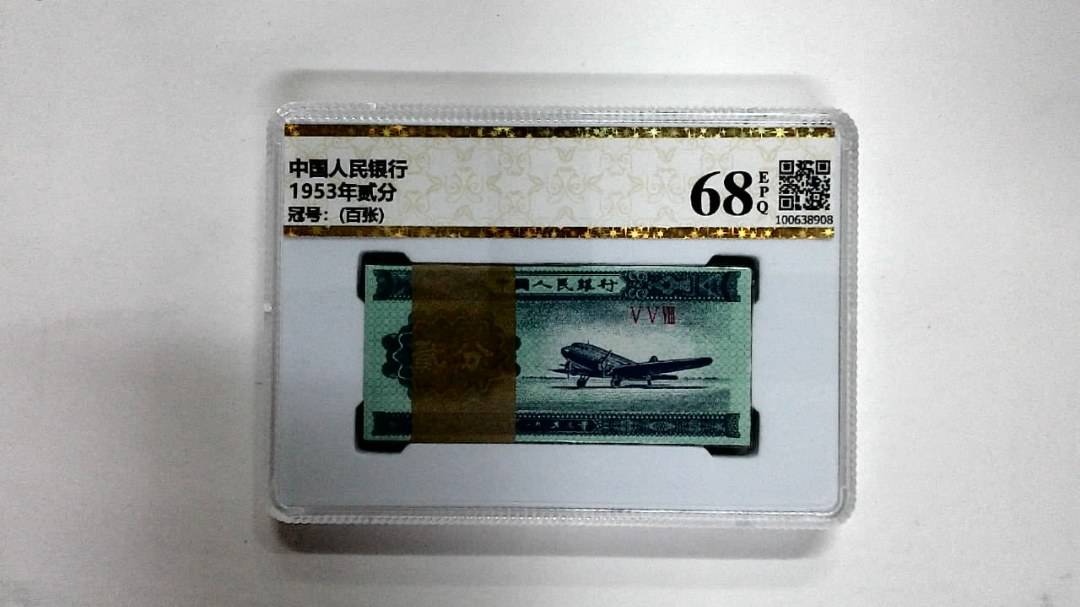 中国人民银行
1953年贰分
冠号：(百张)
68
EPQ
100638908
中国人民银行
V V VIII